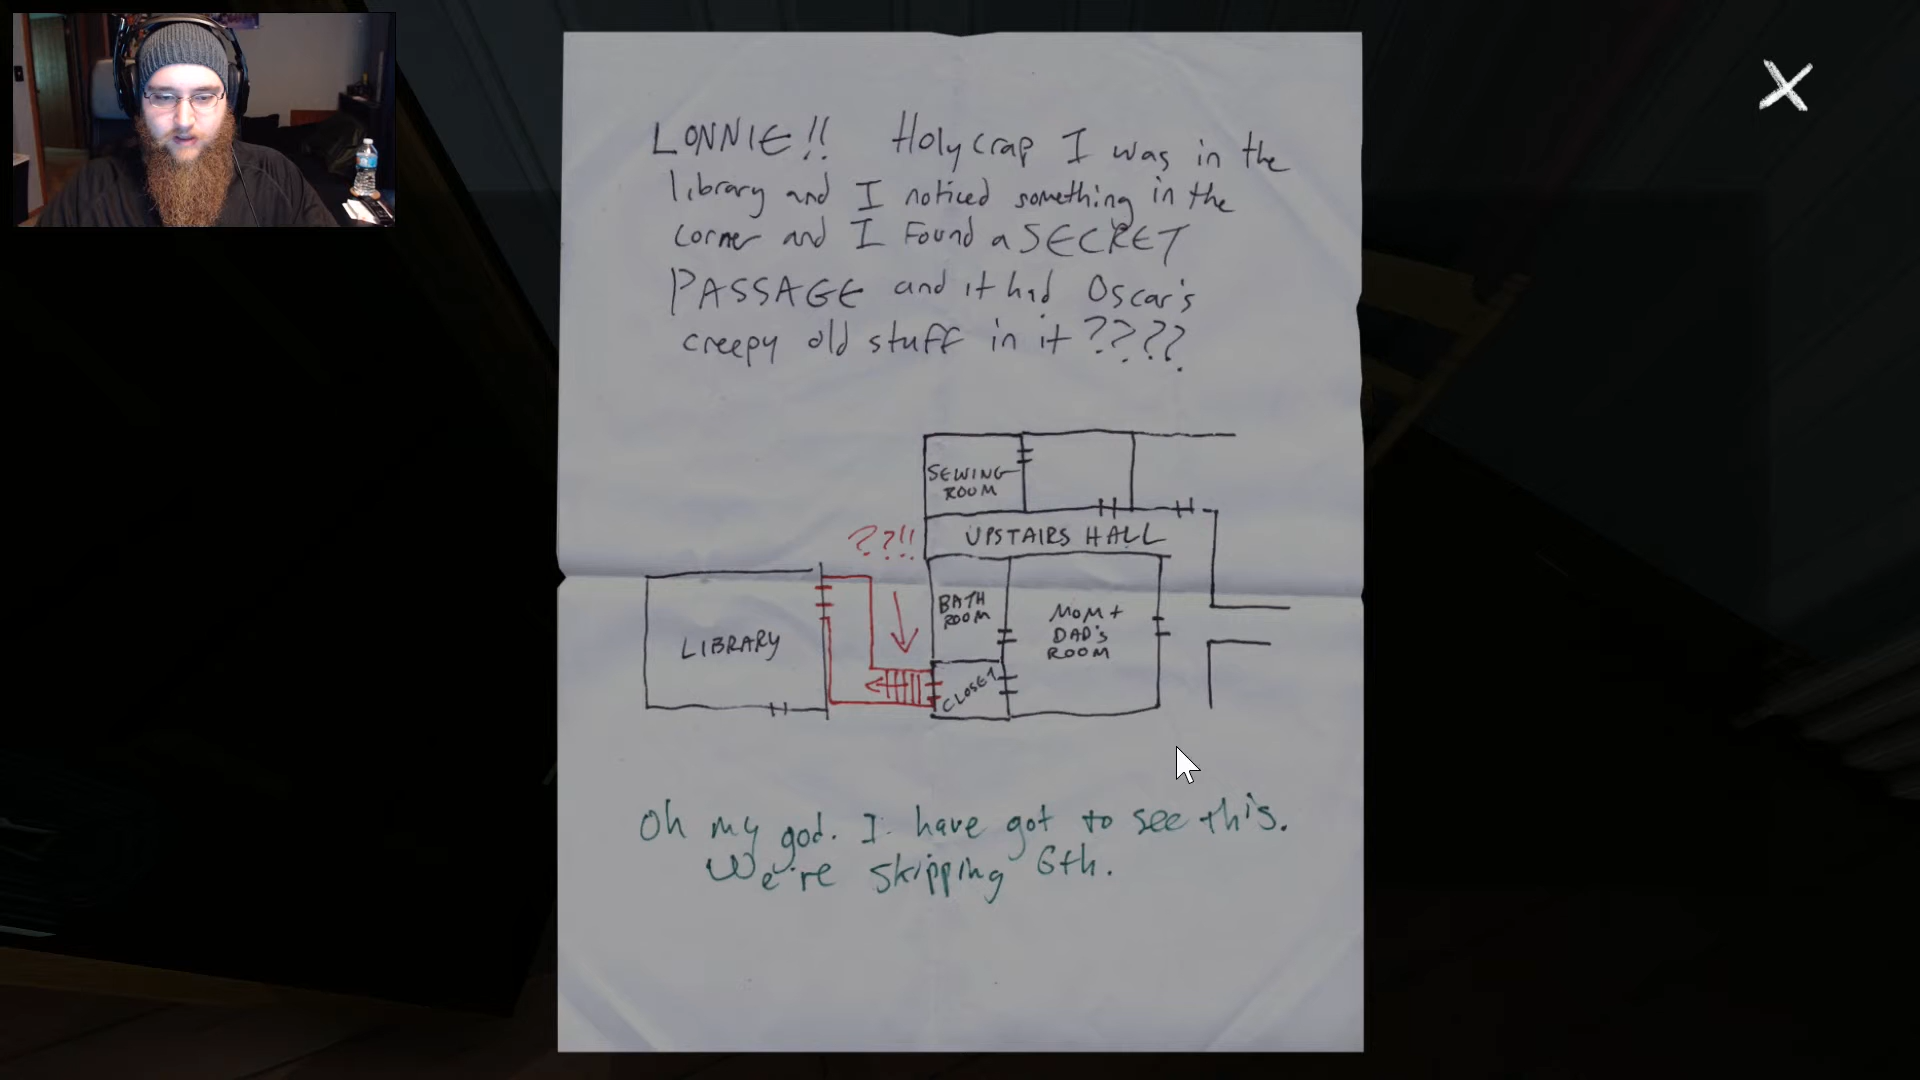 LONNIE!! Holy crap I was in the
library and I noticed something in the
corner and I Found a SECRET
PASSAGE and it had Oscar's
creepy old stuff in it ????
SEWING
ROOM
UPSTAIRS HALL
??!!
BATH
ROOM
MOM +
DAD'S
ROOM
LIBRARY
CLOSET
Oh my god. I have got to see this.
We're skipping 6th.